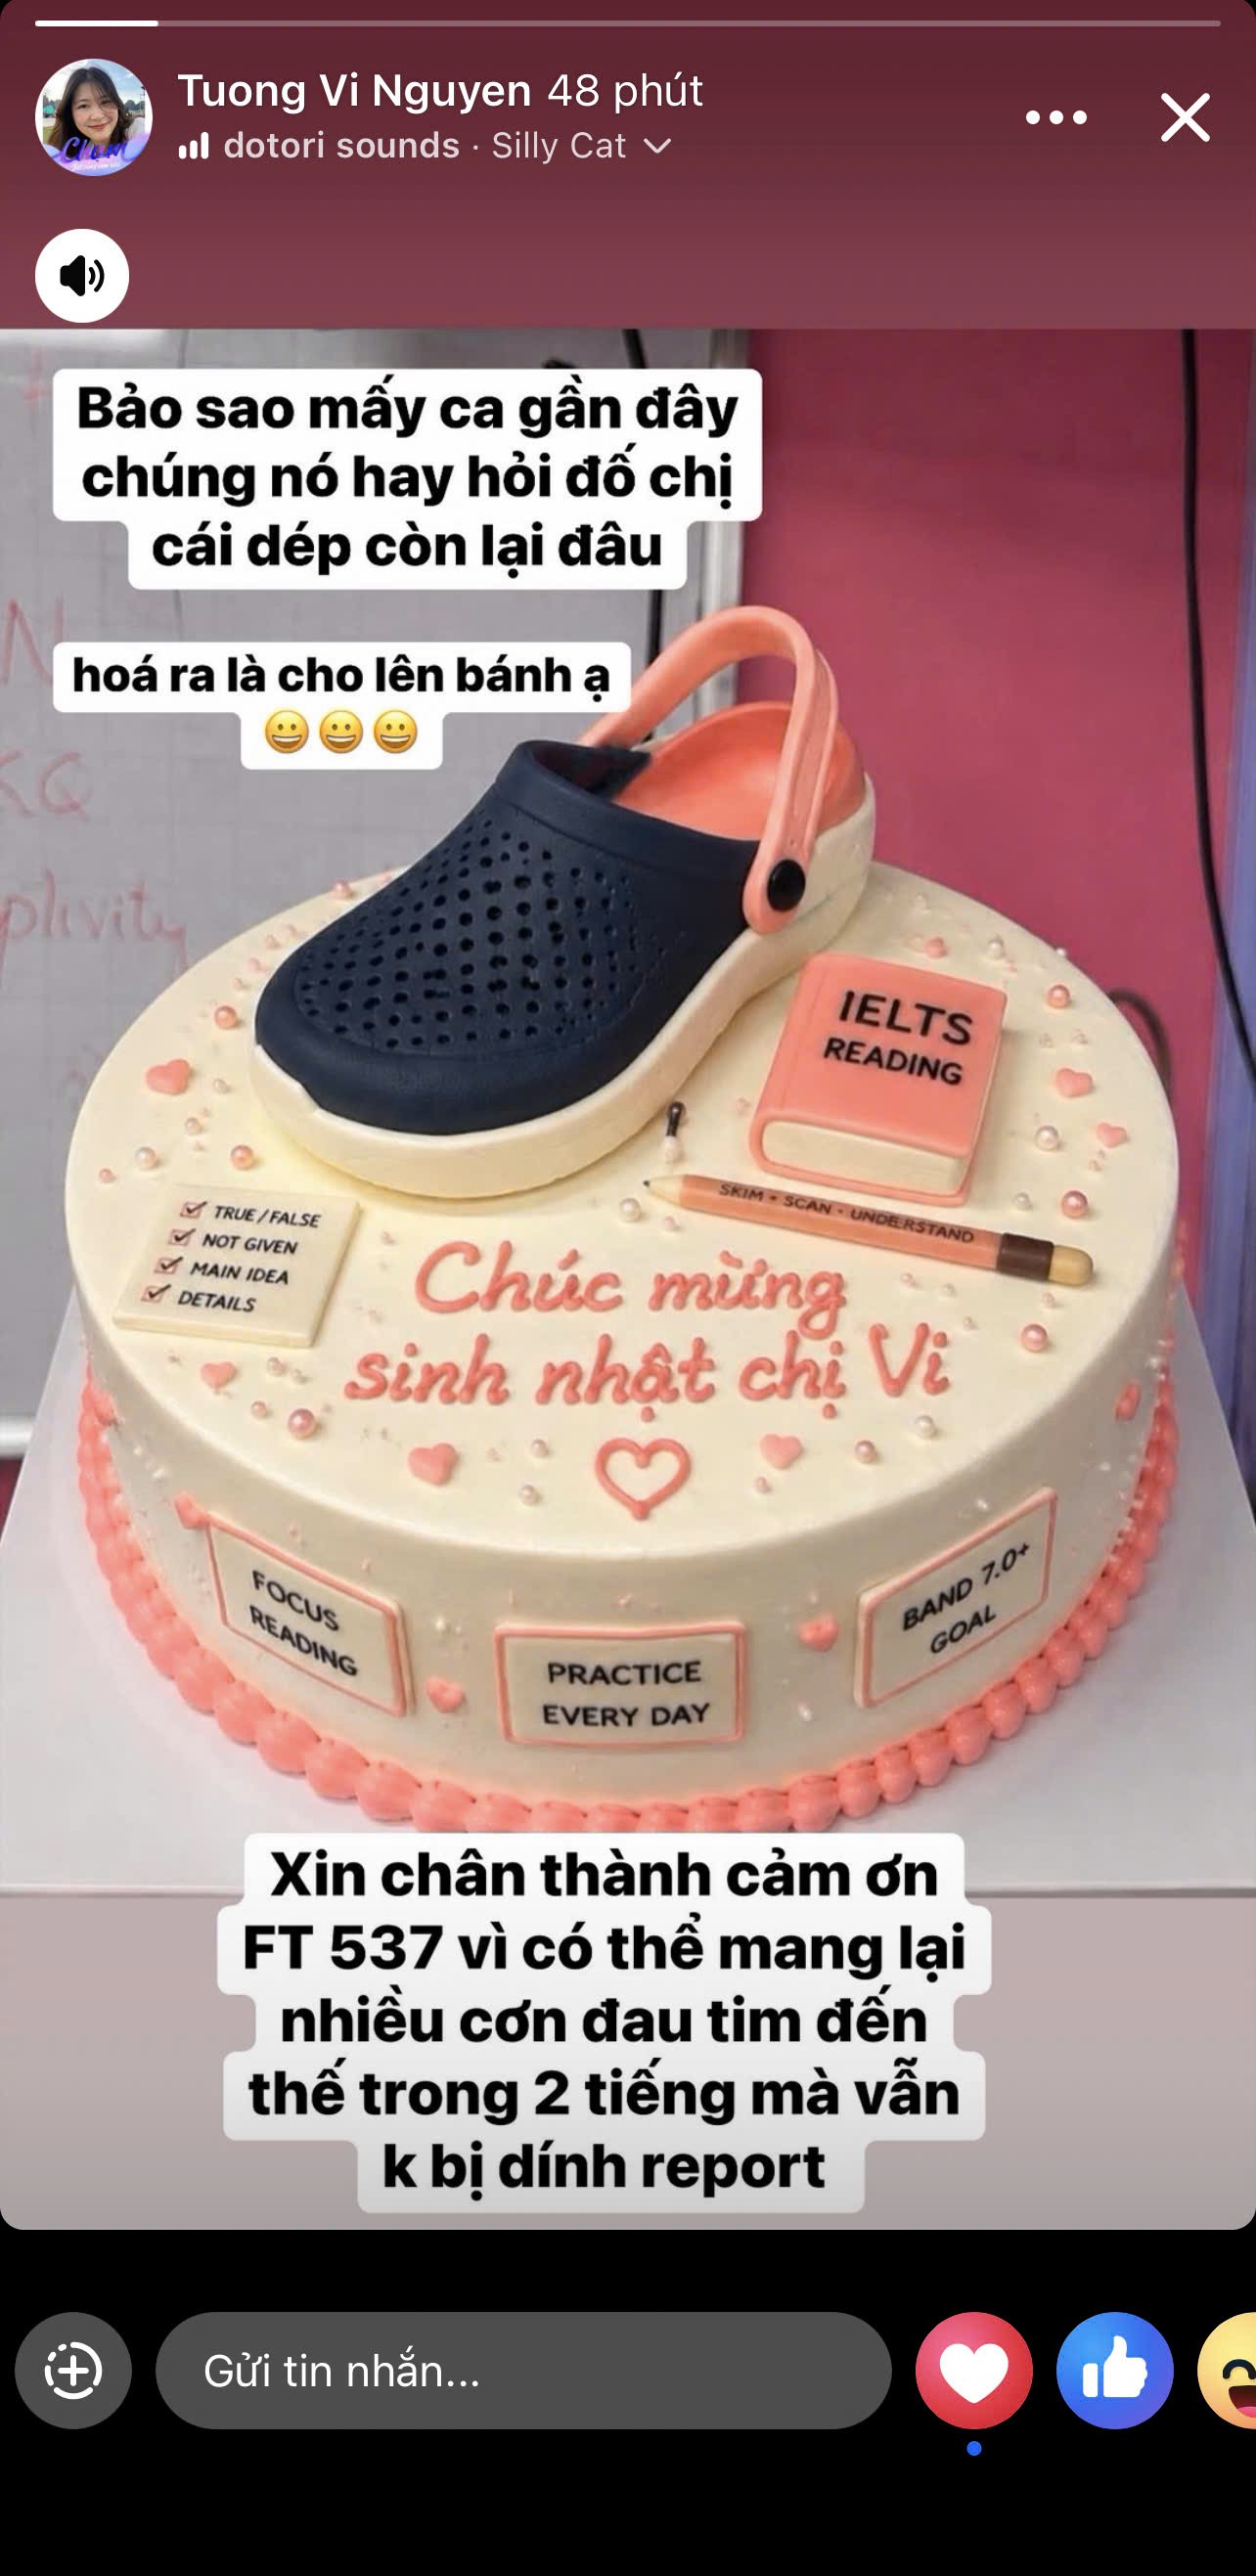 Tuong Vi Nguyen 48 phút
dotori sounds · Silly Cat
Bảo sao mấy ca gần đây
chúng nó hay hỏi đố chị
cái dép còn lại đâu
hoá ra là cho lên bánh ạ
😀😀😀
KQ
plivity
IELTS
READING
SKIM • SCAN • UNDERSTAND
TRUE / FALSE
NOT GIVEN
MAIN IDEA
DETAILS
Chúc mừng
sinh nhật chị Vi
FOCUS
READING
PRACTICE
EVERY DAY
BAND 7.0+
GOAL
Xin chân thành cảm ơn
FT 537 vì có thể mang lại
nhiều cơn đau tim đến
thế trong 2 tiếng mà vẫn
k bị dính report
Gửi tin nhắn...